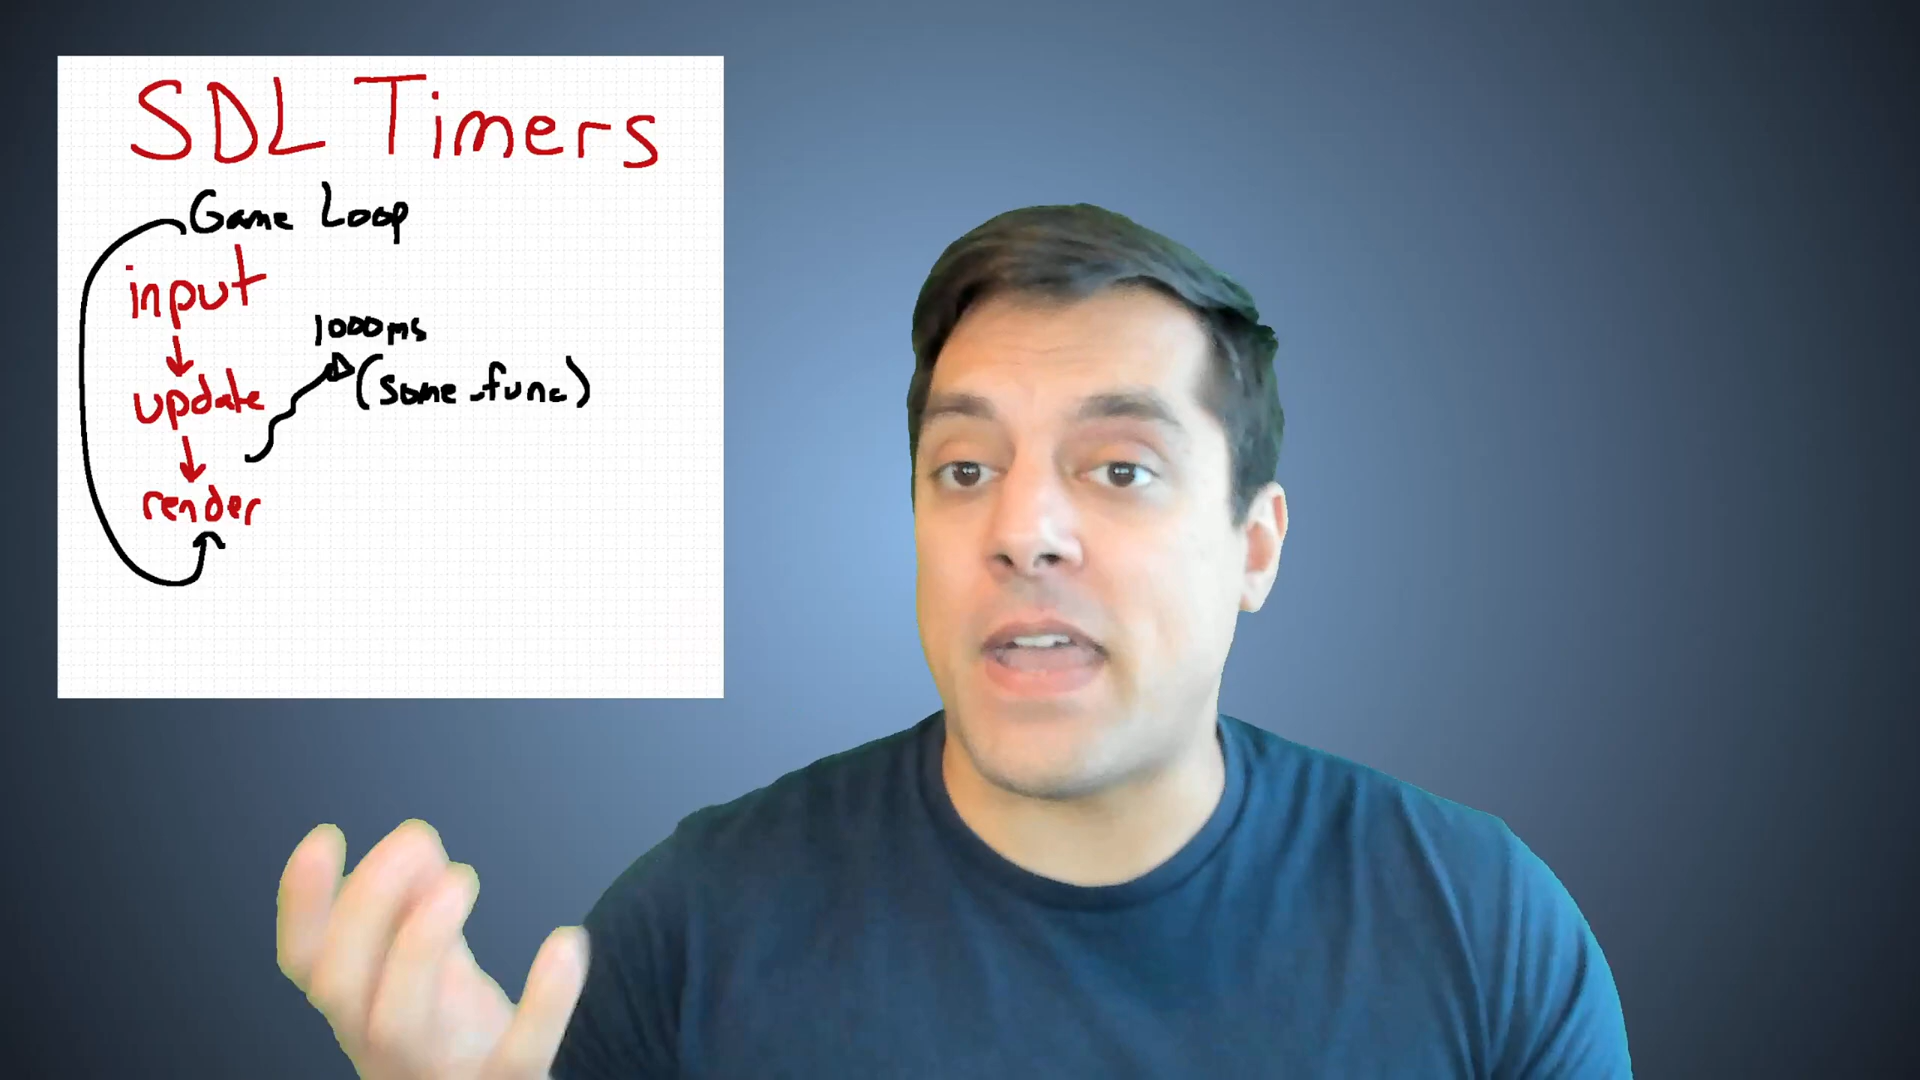 SDL Timers
Game Loop
input
1000ms
update
(some_func)
render